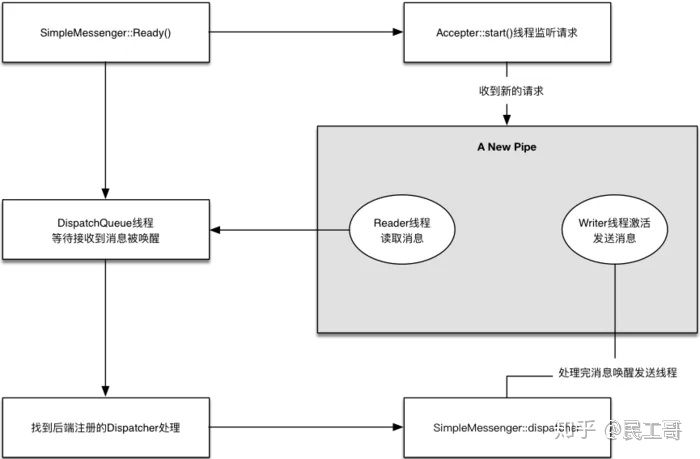 SimpleMessenger::Ready()
Accepter::start()线程监听请求
收到新的请求
A New Pipe
DispatchQueue线程
等待接收到消息被唤醒
Reader线程
读取消息
Writer线程激活
发送消息
处理完消息唤醒发送线程
找到后端注册的Dispatcher处理
SimpleMessenger::dispatcher
知乎 @民工哥